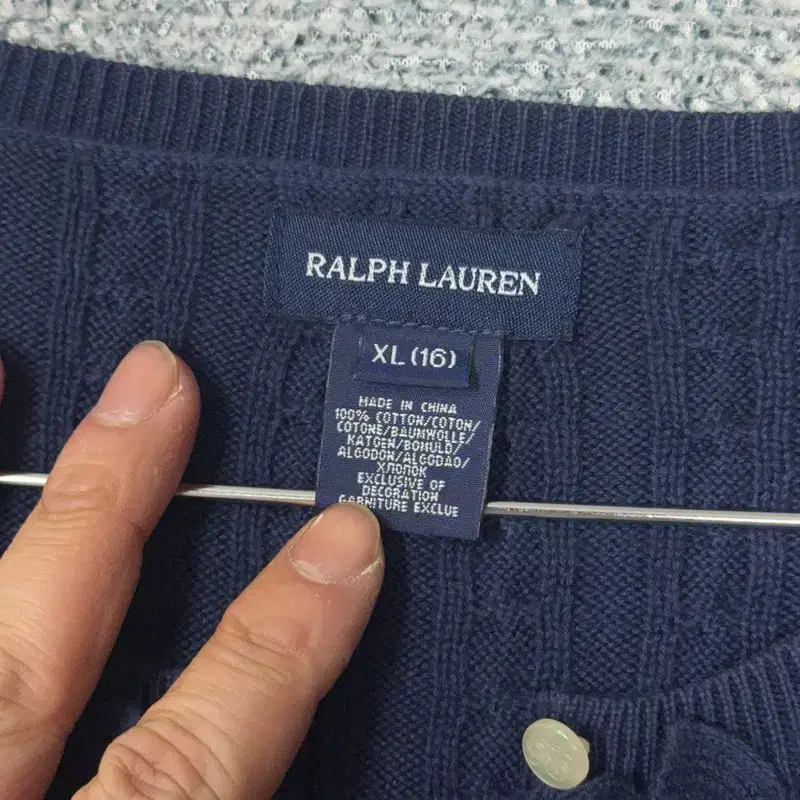 RALPH LAUREN
XL (16)
MADE IN CHINA
100% COTTON/COTON/
COTONE/BAUMWOLLE/
KATOEN/BOMULD/
ALGODON/ALGODAO/
ХЛОПОК
EXCLUSIVE OF
DECORATION
GARNITURE EXCLUE